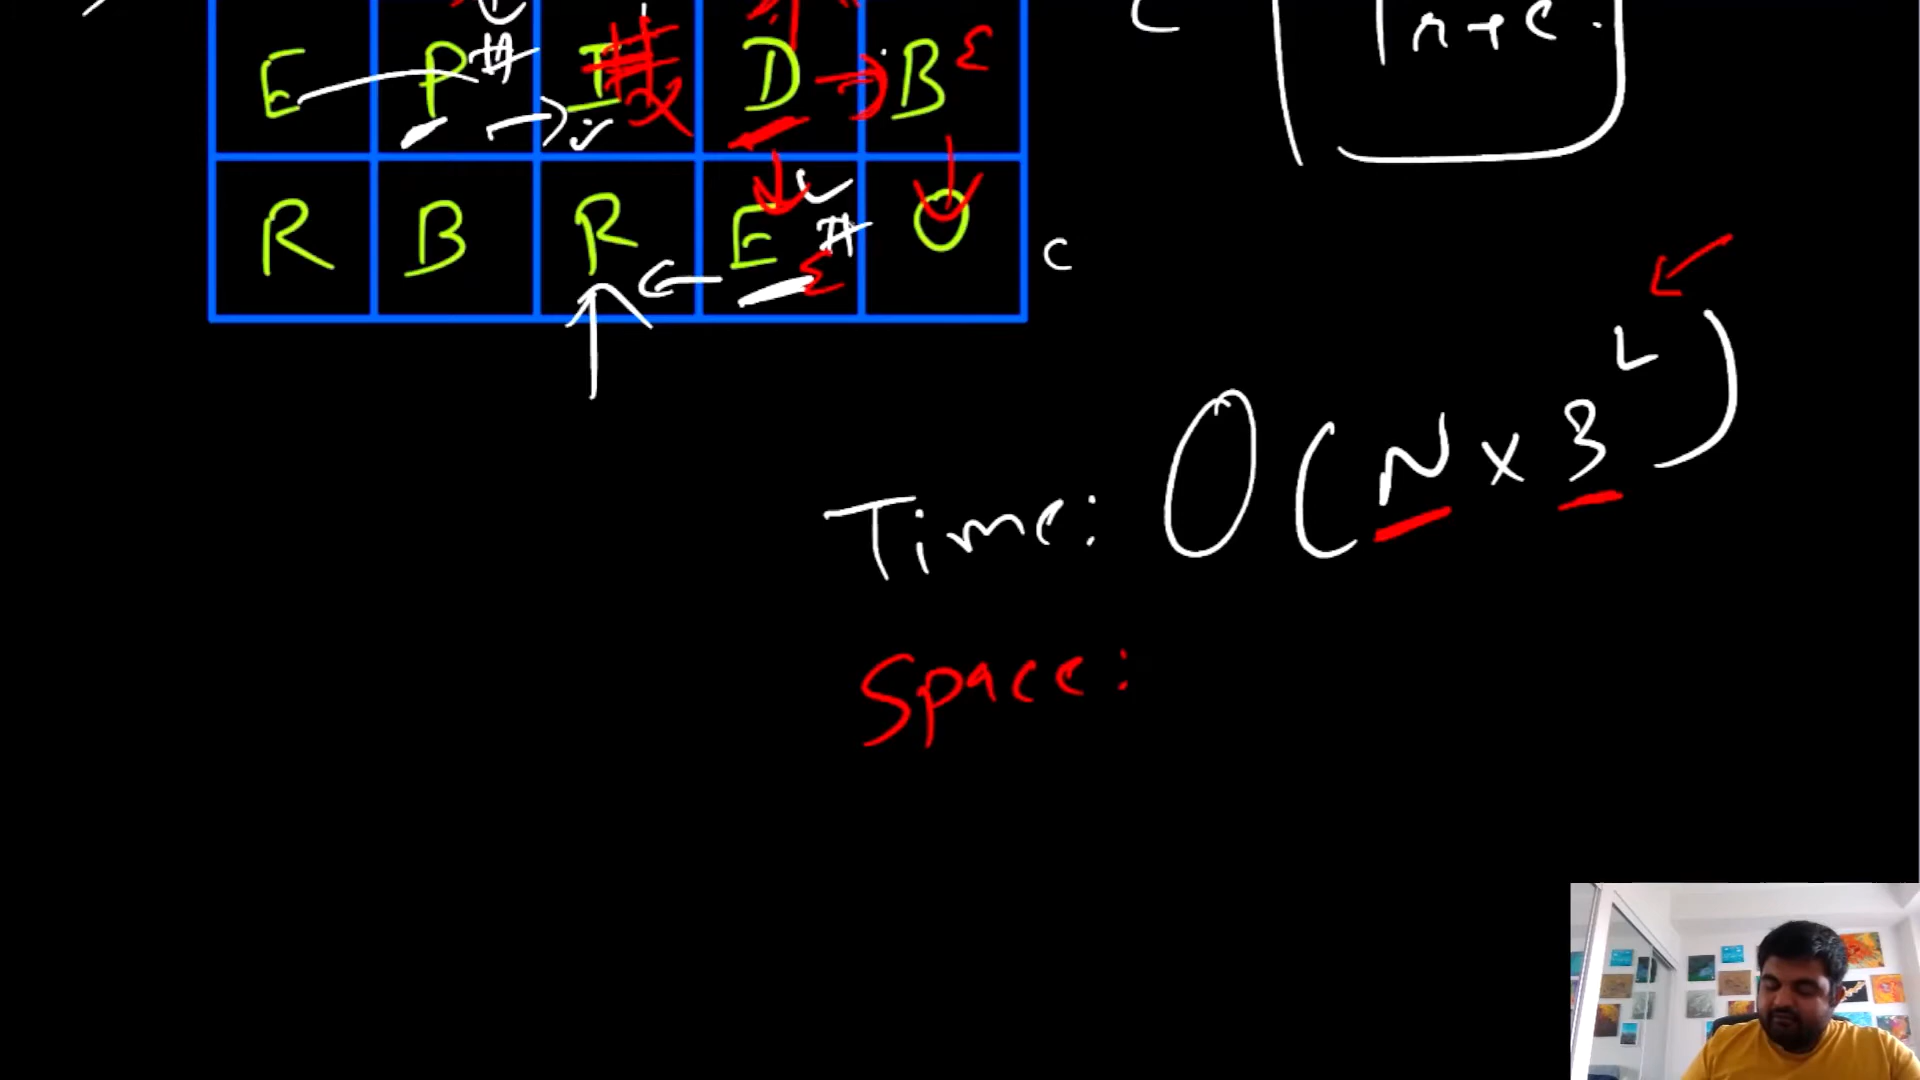 C
E P # I # x D B ε
R B R E # ε O C
Time: O(N x 3^L)
Space: